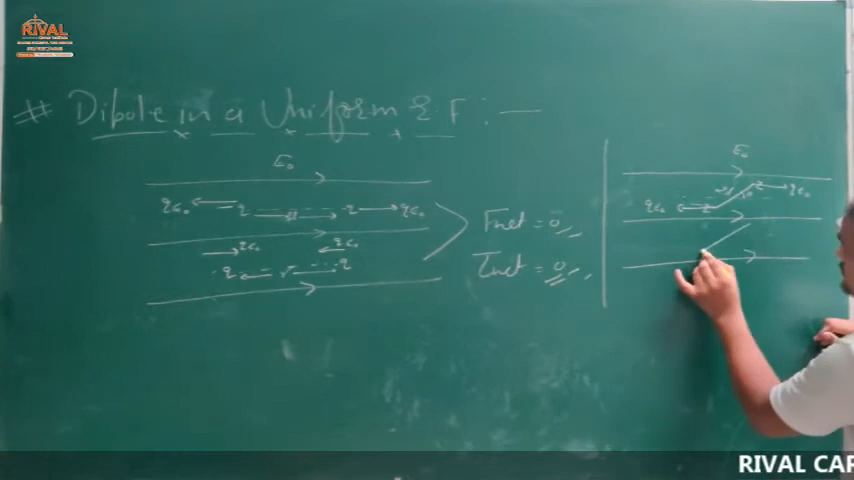 RIVAL
# Dipole in a Uniform E.F :—
E₀
qE₀ -q q qE₀
qE₀ qE₀
q -q
Fnet = 0
τnet = 0
E₀
qE₀ -q qE₀
RIVAL CAR